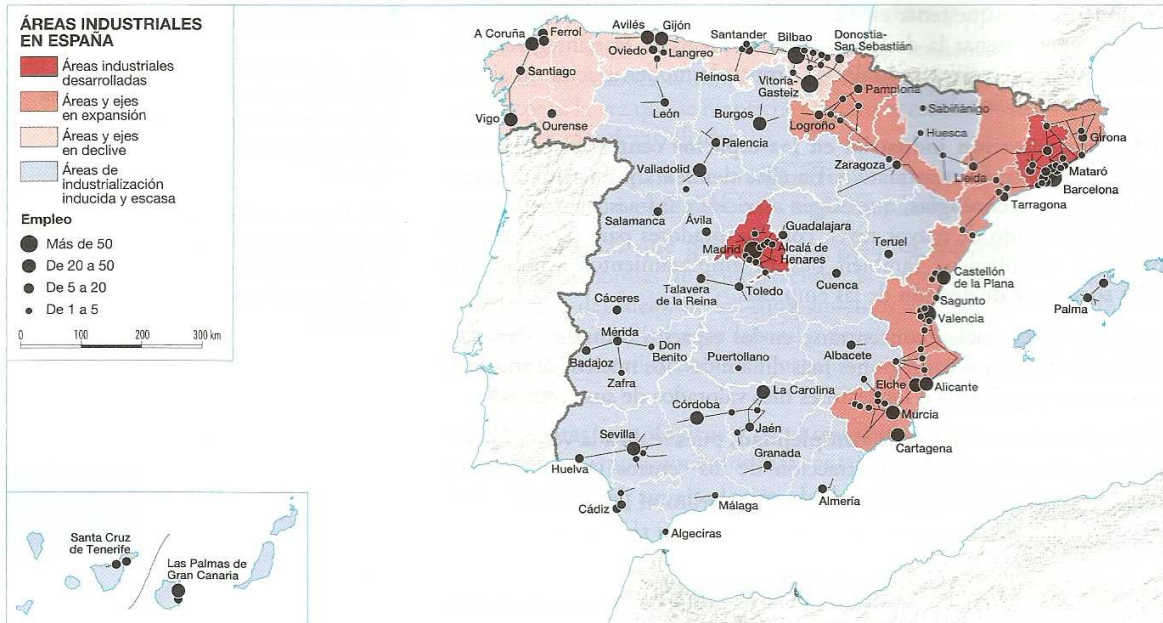 ÁREAS INDUSTRIALES
EN ESPAÑA
Áreas industriales
desarrolladas
Áreas y ejes
en expansión
Áreas y ejes
en declive
Áreas de
industrialización
inducida y escasa
Empleo
Más de 50
De 20 a 50
De 5 a 20
De 1 a 5
0 100 200 300 km
A Coruña
Ferrol
Santiago
Vigo
Ourense
Avilés
Gijón
Oviedo
Langreo
Santander
Reinosa
Bilbao
Donostia-
San Sebastián
Vitoria-
Gasteiz
Pamplona
Logroño
León
Burgos
Palencia
Valladolid
Sabiñánigo
Huesca
Zaragoza
Lleida
Girona
Mataró
Barcelona
Tarragona
Salamanca
Ávila
Guadalajara
Madrid
Alcalá de
Henares
Teruel
Talavera
de la Reina
Toledo
Cuenca
Castellón
de la Plana
Sagunto
Valencia
Palma
Cáceres
Mérida
Badajoz
Don
Benito
Zafra
Puertollano
Albacete
Elche
Alicante
Murcia
Cartagena
La Carolina
Córdoba
Jaén
Sevilla
Huelva
Granada
Cádiz
Málaga
Almería
Algeciras
Santa Cruz
de Tenerife
Las Palmas de
Gran Canaria